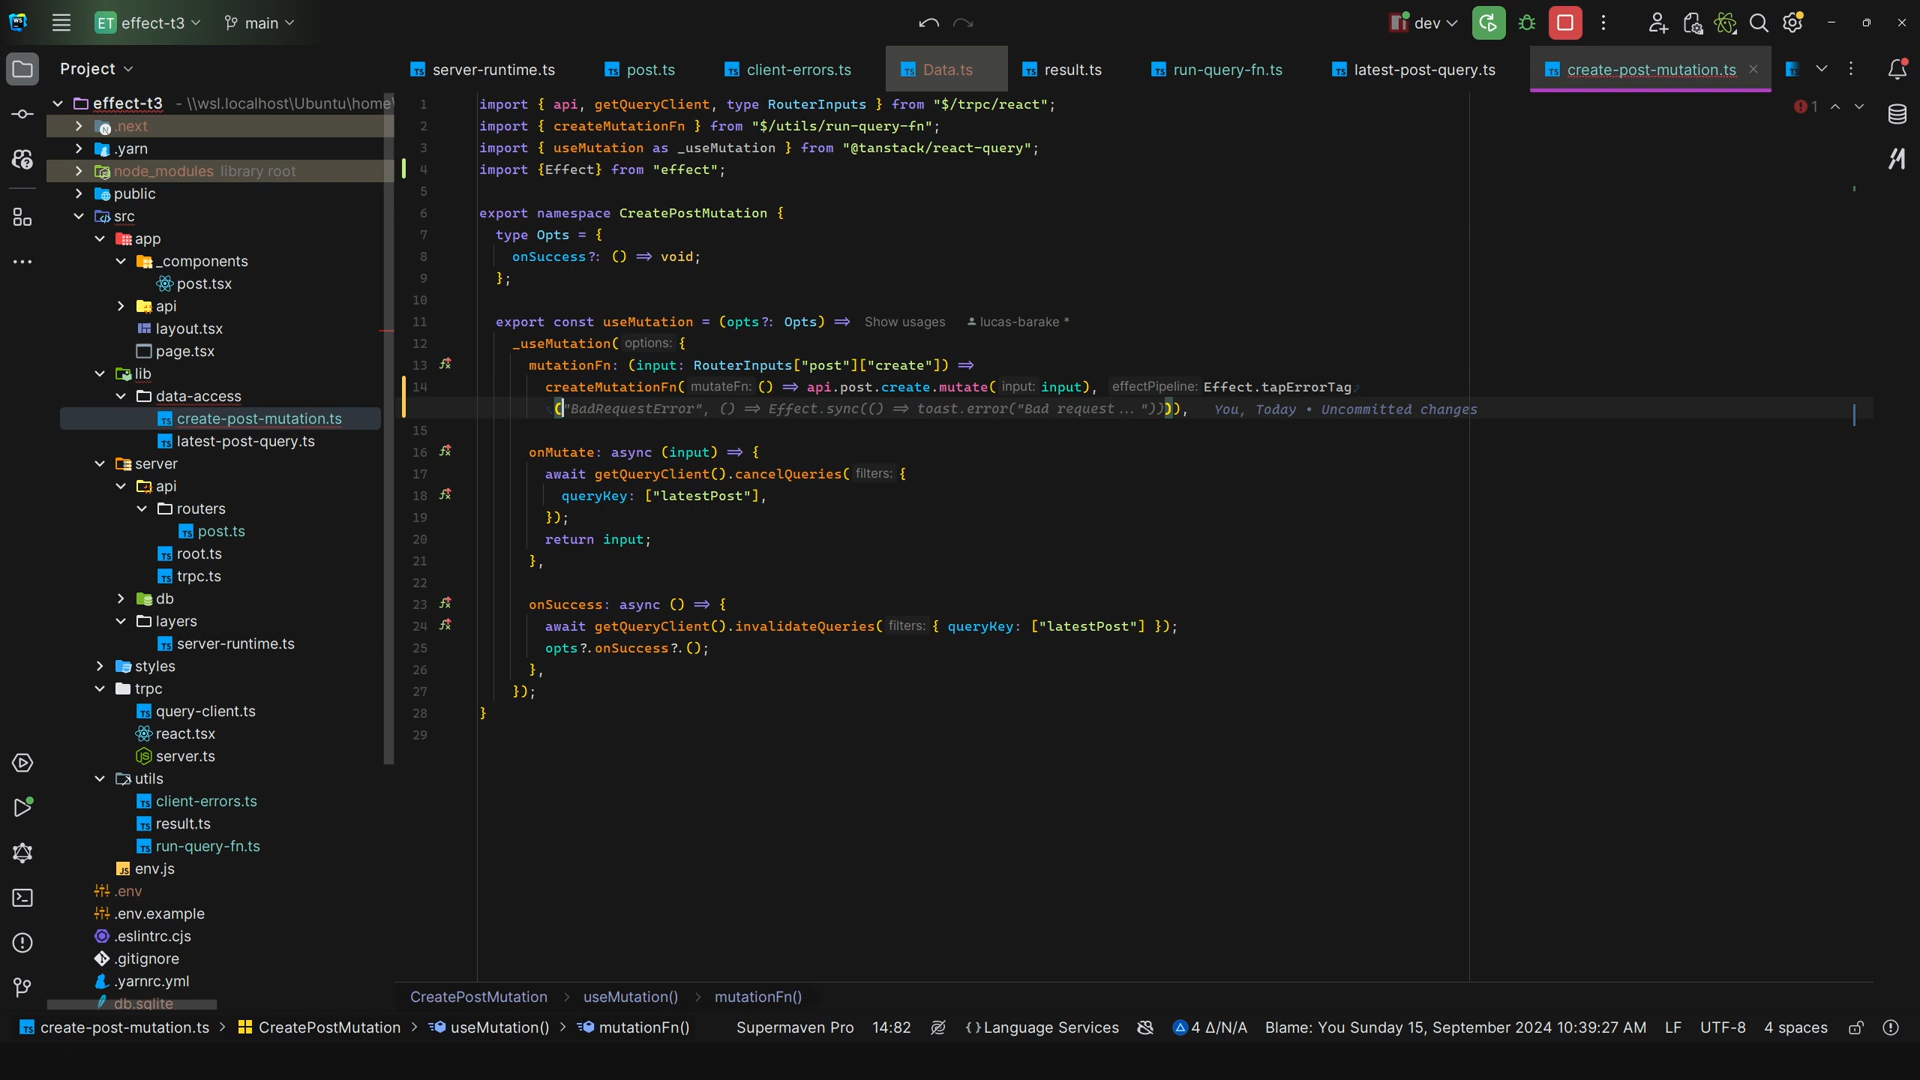 ET effect-t3 main dev
Project
server-runtime.ts post.ts client-errors.ts Data.ts result.ts run-query-fn.ts latest-post-query.ts create-post-mutation.ts
effect-t3 - \\wsl.localhost\Ubuntu\home\
.next
.yarn
node_modules library root
public
src
app
_components
post.tsx
api
layout.tsx
page.tsx
lib
data-access
create-post-mutation.ts
latest-post-query.ts
server
api
routers
post.ts
root.ts
trpc.ts
db
layers
server-runtime.ts
styles
trpc
query-client.ts
react.tsx
server.ts
utils
client-errors.ts
result.ts
run-query-fn.ts
env.js
.env
.env.example
.eslintrc.cjs
.gitignore
.yarnrc.yml
db.sqlite
1 import { api, getQueryClient, type RouterInputs } from "$/trpc/react";
2 import { createMutationFn } from "$/utils/run-query-fn";
3 import { useMutation as _useMutation } from "@tanstack/react-query";
4 import {Effect} from "effect";
5
6 export namespace CreatePostMutation {
7 type Opts = {
8 onSuccess?: () ⇒ void;
9 };
10
11 export const useMutation = (opts?: Opts) ⇒ Show usages lucas-barake *
12 _useMutation( options: {
13 mutationFn: (input: RouterInputs["post"]["create"]) ⇒
14 createMutationFn( mutateFn: () ⇒ api.post.create.mutate( input: input), effectPipeline: Effect.tapErrorTag
("BadRequestError", () ⇒ Effect.sync(() ⇒ toast.error("Bad request…")))), You, Today • Uncommitted changes
15
16 onMutate: async (input) ⇒ {
17 await getQueryClient().cancelQueries( filters: {
18 queryKey: ["latestPost"],
19 });
20 return input;
21 },
22
23 onSuccess: async () ⇒ {
24 await getQueryClient().invalidateQueries( filters: { queryKey: ["latestPost"] });
25 opts?.onSuccess?.();
26 },
27 });
28 }
29
1
CreatePostMutation > useMutation() > mutationFn()
create-post-mutation.ts > CreatePostMutation > useMutation() > mutationFn() Supermaven Pro 14:82 {} Language Services 4 Δ/N/A Blame: You Sunday 15, September 2024 10:39:27 AM LF UTF-8 4 spaces